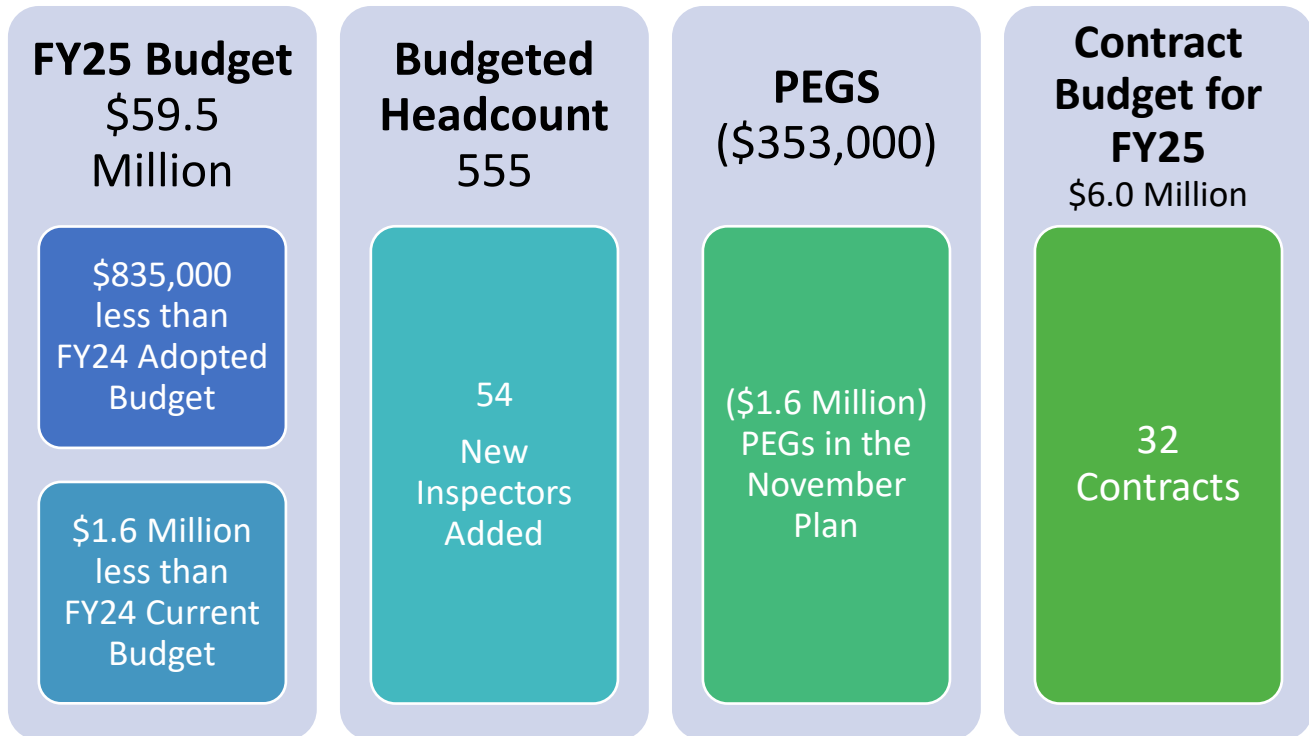 FY25 Budget
$59.5
Million
$835,000
less than
FY24 Adopted
Budget
$1.6 Million
less than
FY24 Current
Budget
Budgeted
Headcount
555
54
New
Inspectors
Added
PEGS
($353,000)
($1.6 Million)
PEGs in the
November
Plan
Contract
Budget for
FY25
$6.0 Million
32
Contracts